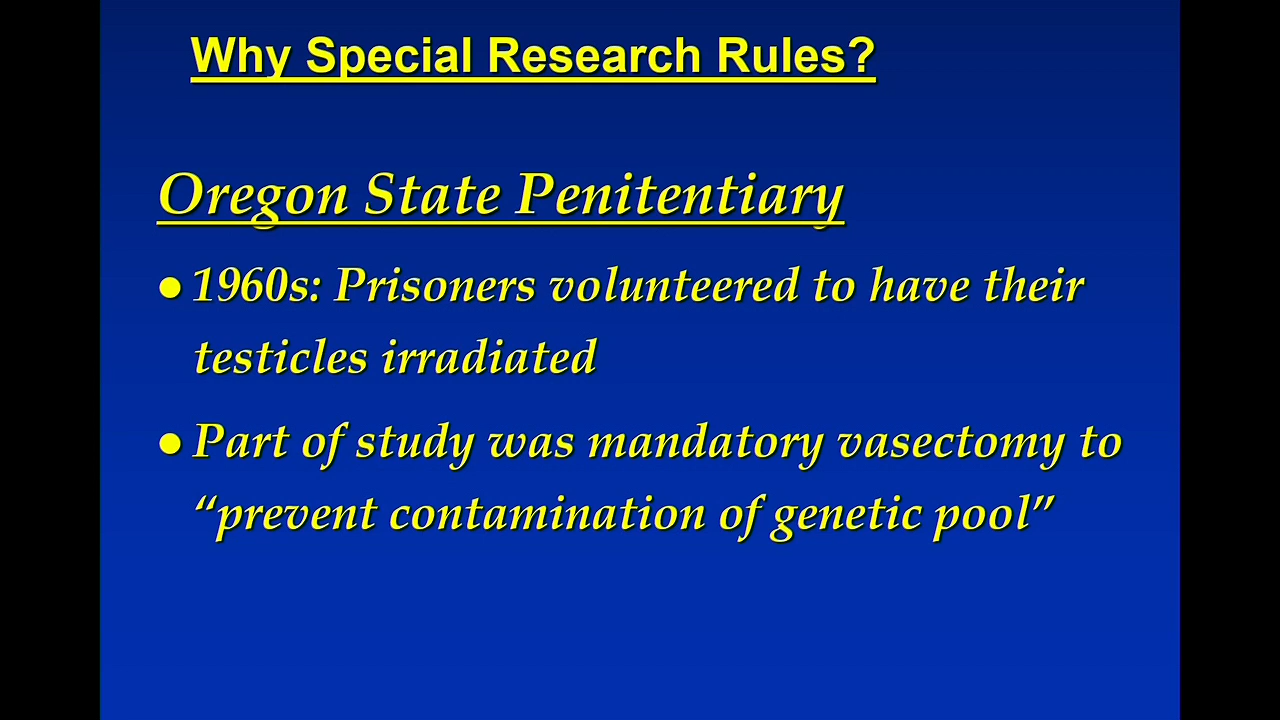 Why Special Research Rules?
Oregon State Penitentiary
● 1960s: Prisoners volunteered to have their
testicles irradiated
● Part of study was mandatory vasectomy to
“prevent contamination of genetic pool”